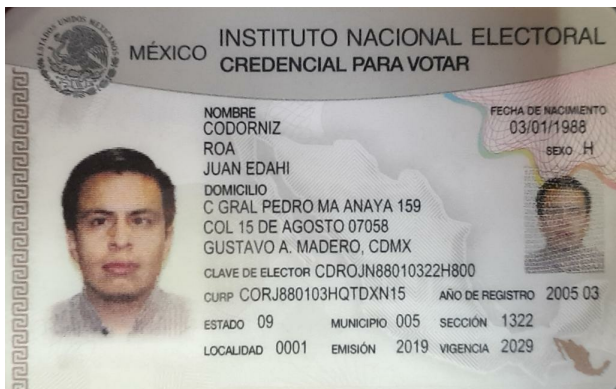 MÉXICO INSTITUTO NACIONAL ELECTORAL
CREDENCIAL PARA VOTAR
NOMBRE
CODORNIZ
ROA
JUAN EDAHI
FECHA DE NACIMIENTO
03/01/1988
SEXO H
DOMICILIO
C GRAL PEDRO MA ANAYA 159
COL 15 DE AGOSTO 07058
GUSTAVO A. MADERO, CDMX
CLAVE DE ELECTOR CDROJN88010322H800
CURP CORJ880103HQTDXN15 AÑO DE REGISTRO 2005 03
ESTADO 09 MUNICIPIO 005 SECCIÓN 1322
LOCALIDAD 0001 EMISIÓN 2019 VIGENCIA 2029